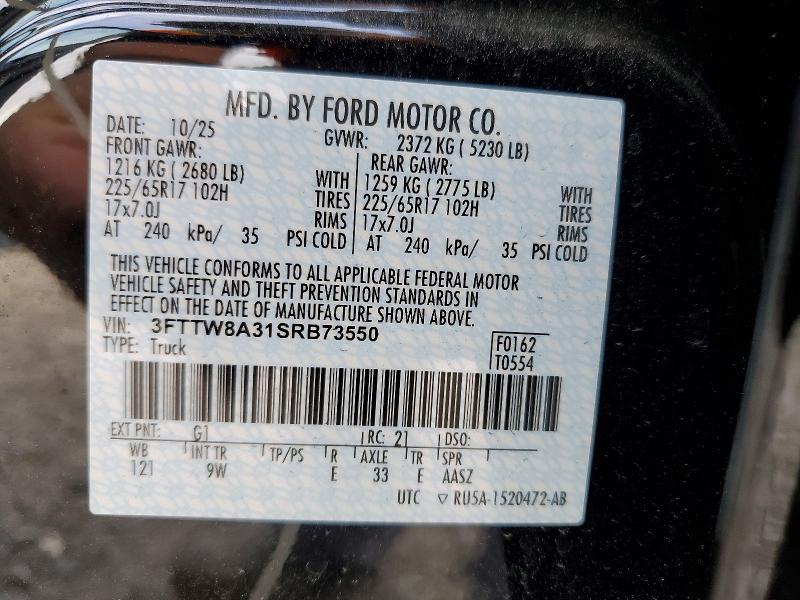 MFD. BY FORD MOTOR CO.
DATE: 10/25 GVWR: 2372 KG ( 5230 LB)
FRONT GAWR: REAR GAWR:
1216 KG ( 2680 LB) WITH 1259 KG ( 2775 LB) WITH
225/65R17 102H TIRES 225/65R17 102H TIRES
17x7.0J RIMS 17x7.0J RIMS
AT 240 kPa/ 35 PSI COLD AT 240 kPa/ 35 PSI COLD
THIS VEHICLE CONFORMS TO ALL APPLICABLE FEDERAL MOTOR
VEHICLE SAFETY AND THEFT PREVENTION STANDARDS IN
EFFECT ON THE DATE OF MANUFACTURE SHOWN ABOVE.
VIN: 3FTTW8A31SRB73550
TYPE: Truck
F0162
T0554
EXT PNT: G1 RC: 21 DSO:
WB INT TR TP/PS R AXLE TR SPR
121 9W E 33 E AASZ
UTC ▽ RU5A-1520472-AB